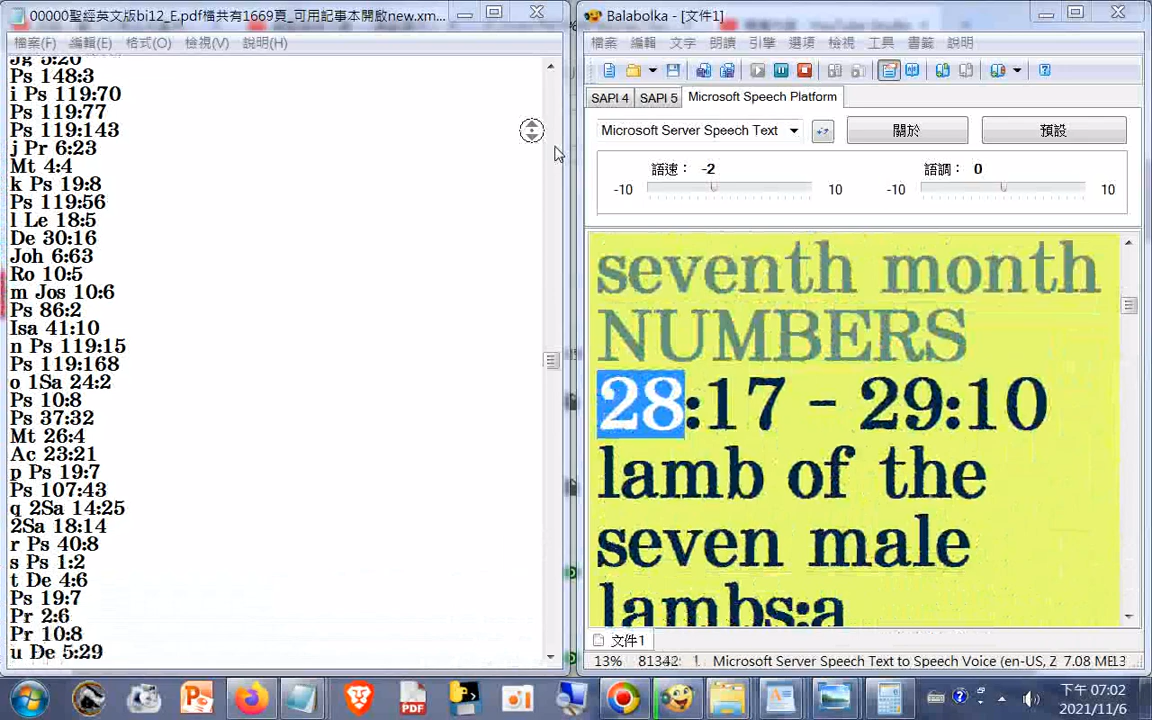 00000聖經英文版bi12_E.pdf檔共有1669頁_可用記事本開啟new.xm...
檔案(F) 編輯(E) 格式(O) 檢視(V) 說明(H)
Jg 5:20
Ps 148:3
i Ps 119:70
Ps 119:77
Ps 119:143
j Pr 6:23
Mt 4:4
k Ps 19:8
Ps 119:56
l Le 18:5
De 30:16
Joh 6:63
Ro 10:5
m Jos 10:6
Ps 86:2
Isa 41:10
n Ps 119:15
Ps 119:168
o 1Sa 24:2
Ps 10:8
Ps 37:32
Mt 26:4
Ac 23:21
p Ps 19:7
Ps 107:43
q 2Sa 14:25
2Sa 18:14
r Ps 40:8
s Ps 1:2
t De 4:6
Ps 19:7
Pr 2:6
Pr 10:8
u De 5:29
Balabolka - [文件1]
檔案 編輯 文字 朗讀 引擎 選項 檢視 工具 書籤 說明
SAPI 4 SAPI 5 Microsoft Speech Platform
Microsoft Server Speech Text 關於 預設
語速： -2 語調： 0
-10 10 -10 10
seventh month
NUMBERS
28:17 - 29:10
lamb of the
seven male
lambs:a
文件1
13% 81342: 1. Microsoft Server Speech Text to Speech Voice (en-US, Z 7.08 ME
下午 07:02
2021/11/6